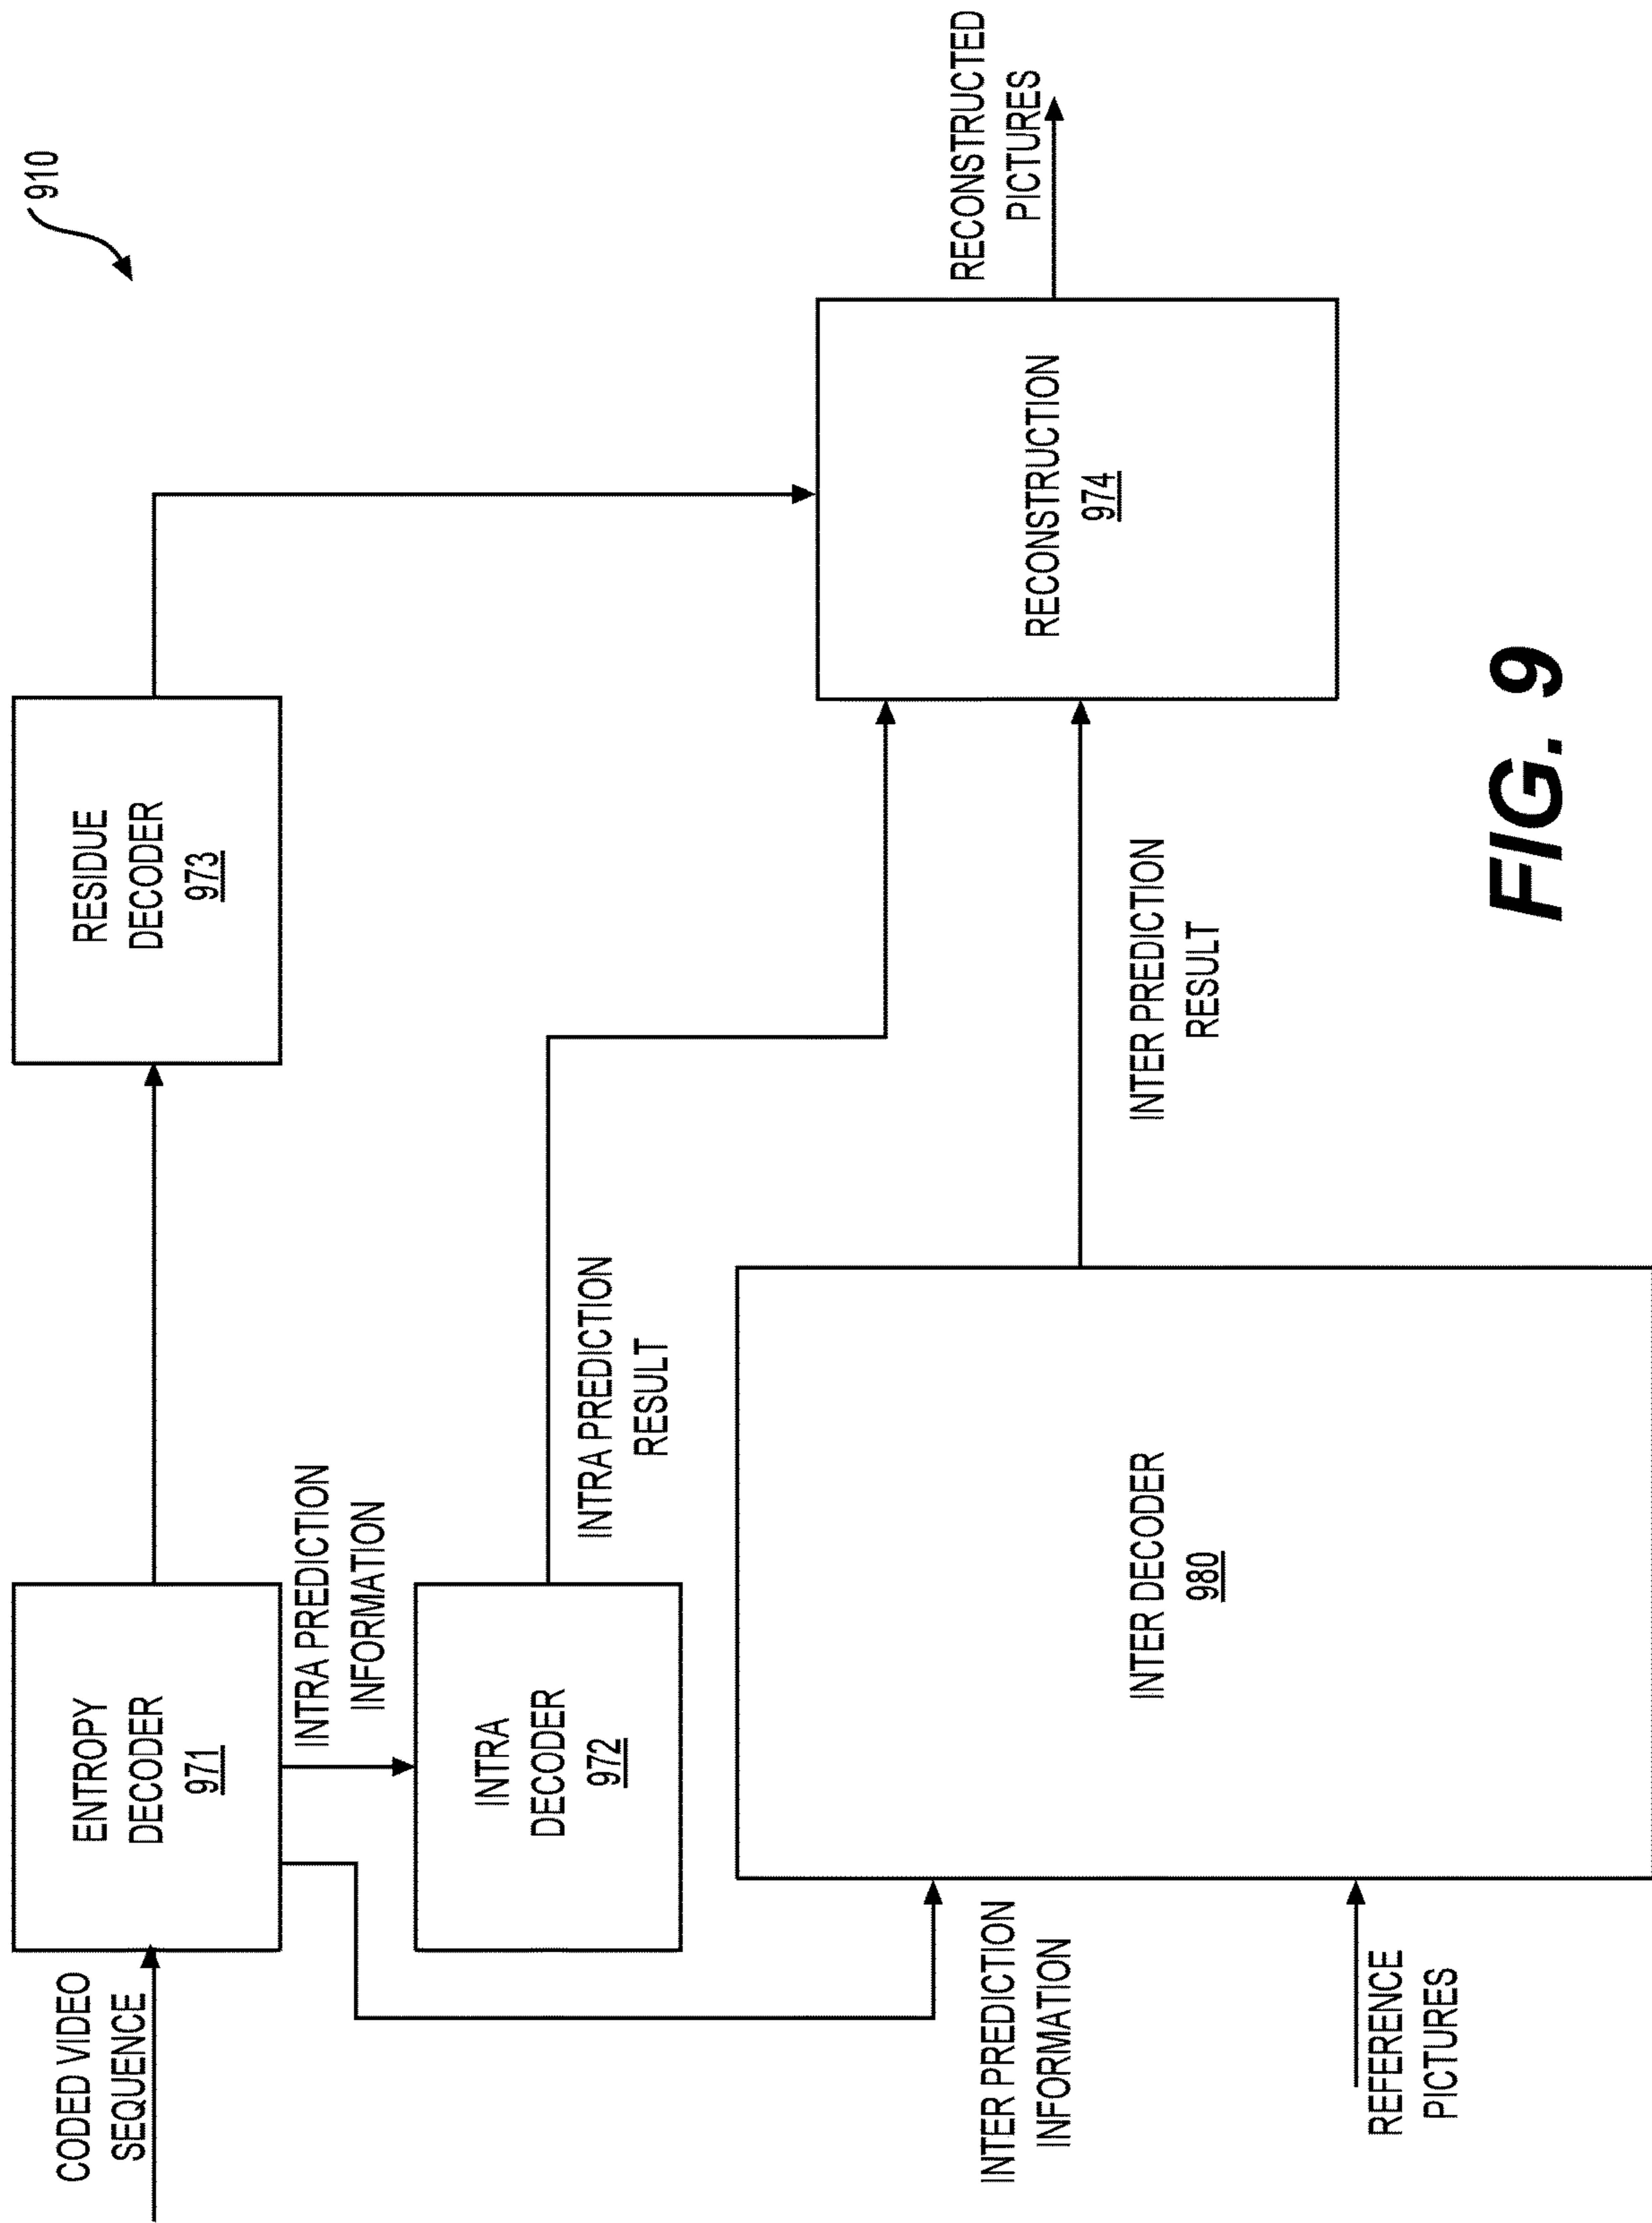 910
CODED VIDEO
SEQUENCE
ENTROPY
DECODER
971
RESIDUE
DECODER
973
INTRA PREDICTION
INFORMATION
INTRA
DECODER
972
INTRA PREDICTION
RESULT
RECONSTRUCTED
PICTURES
RECONSTRUCTION
974
INTER PREDICTION
INFORMATION
INTER DECODER
980
INTER PREDICTION
RESULT
REFERENCE
PICTURES
FIG. 9